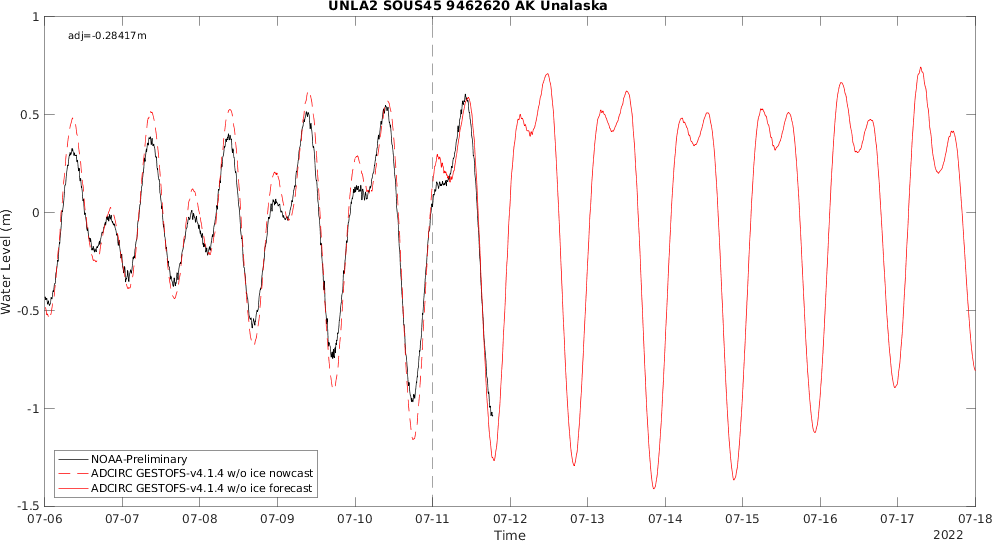 UNLA2 SOUS45 9462620 AK Unalaska
adj=-0.28417m
1
0.5
0
-0.5
-1
-1.5
Water Level (m)
NOAA-Preliminary
ADCIRC GESTOFS-v4.1.4 w/o ice nowcast
ADCIRC GESTOFS-v4.1.4 w/o ice forecast
07-06 07-07 07-08 07-09 07-10 07-11 07-12 07-13 07-14 07-15 07-16 07-17 07-18
Time
2022